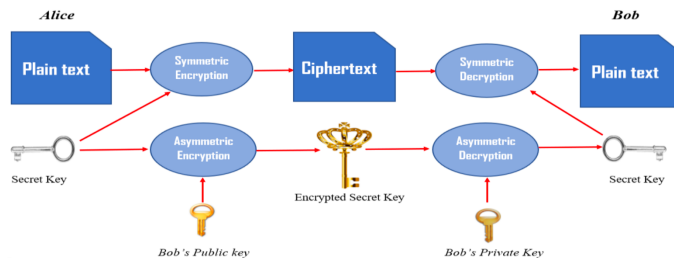 Alice
Bob
Plain text
Symmetric
Encryption
Ciphertext
Symmetric
Decryption
Plain text
Secret Key
Asymmetric
Encryption
Encrypted Secret Key
Asymmetric
Decryption
Secret Key
Bob's Public key
Bob's Private Key